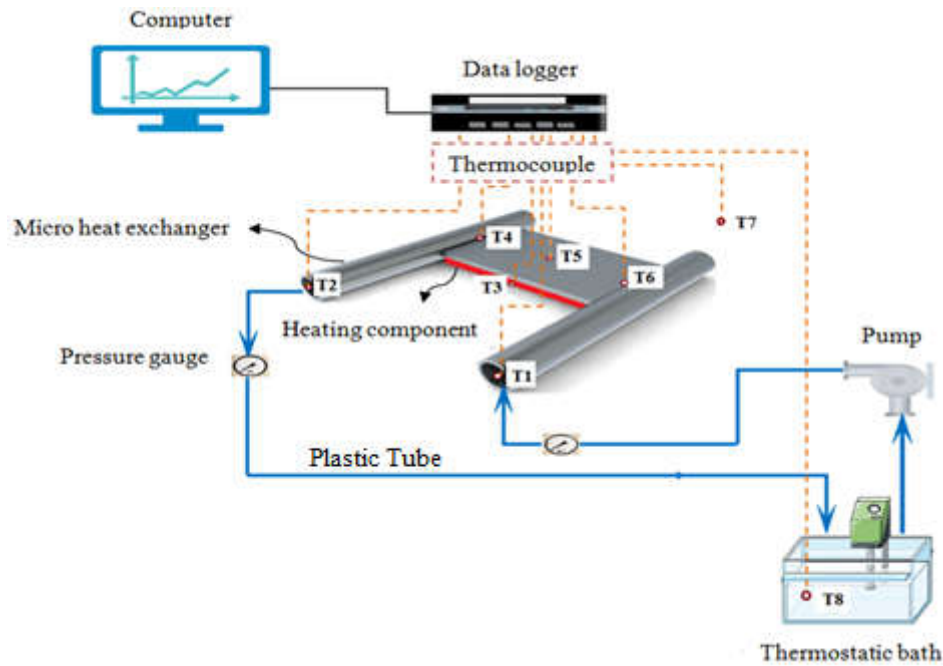 Computer
Data logger
Thermocouple
Micro heat exchanger
T4
T7
T5
T2
T3
T6
Heating component
Pressure gauge
Pump
T1
Plastic Tube
T8
Thermostatic bath